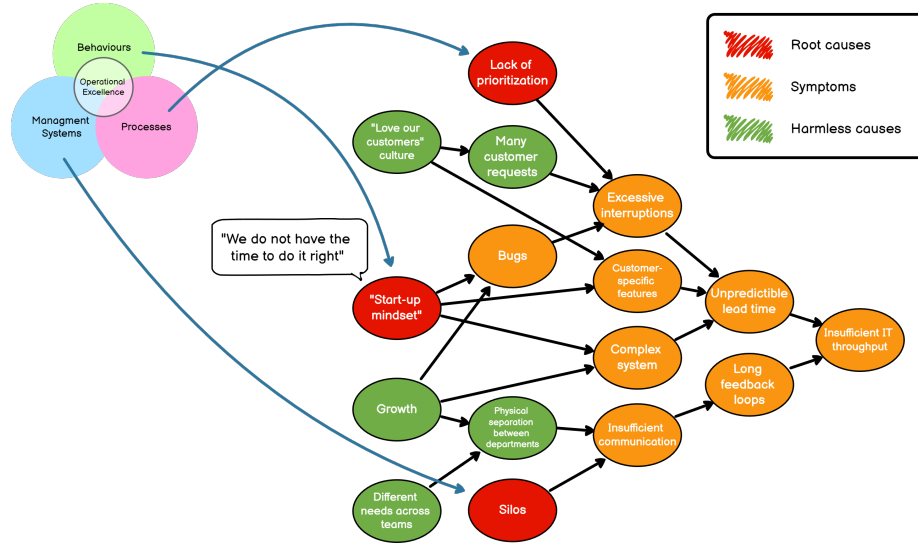 Behaviours
Operational
Excellence
Managment
Systems
Processes
Lack of
prioritization
Root causes
Symptoms
Harmless causes
"Love our
customers"
culture
Many
customer
requests
Excessive
interruptions
"We do not have the
time to do it right"
Bugs
Customer-
specific
features
"Start-up
mindset"
Unpredictible
lead time
Insufficient IT
throughput
Complex
system
Long
feedback
loops
Growth
Physical
separation
between
departments
Insufficient
communication
Different
needs across
teams
Silos